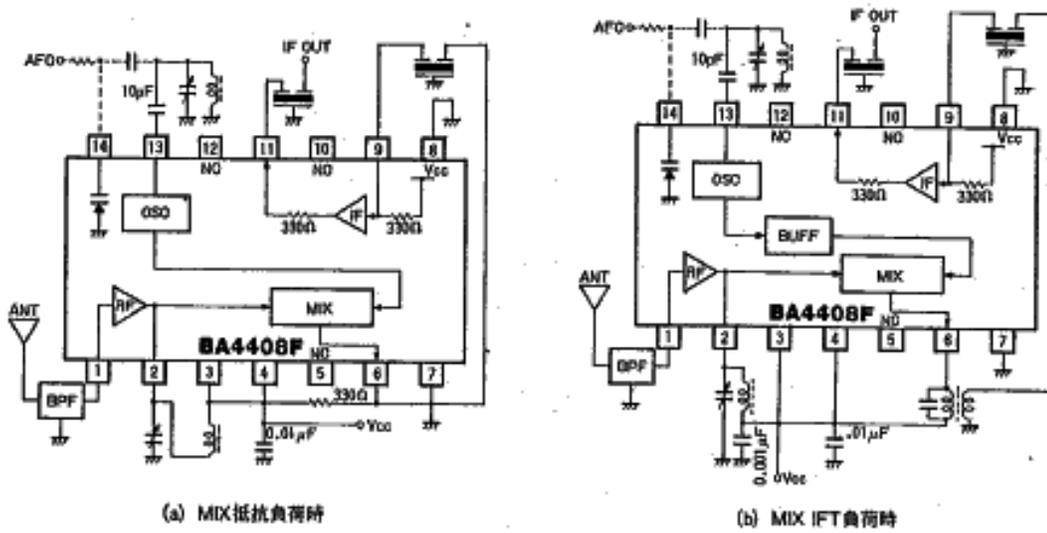 AFC
IF OUT
10pF
14
13
12
11
10
9
8
NC
NC
Vcc
OSC
330Ω
IF
330Ω
RF
MIX
ANT
BA4408F
NC
1
2
3
4
5
6
7
BPF
330Ω
0.01μF
Vcc
(a) MIX抵抗負荷時
AFC
IF OUT
10pF
14
13
12
11
10
9
8
NC
NC
Vcc
OSC
330Ω
IF
330Ω
BUFF
RF
MIX
ANT
BA4408F
NC
1
2
3
4
5
6
7
BPF
0.001μF
.01μF
Vcc
(b) MIX IFT負荷時